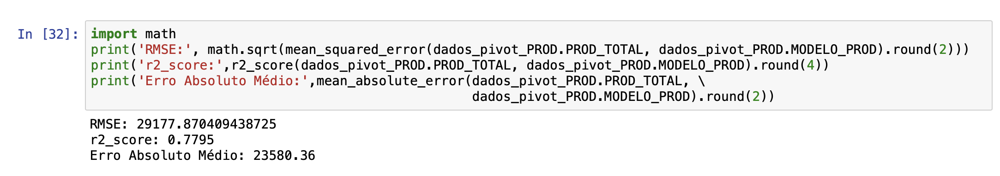 In [32]: import math
print('RMSE:', math.sqrt(mean_squared_error(dados_pivot_PROD.PROD_TOTAL, dados_pivot_PROD.MODELO_PROD).round(2)))
print('r2_score:',r2_score(dados_pivot_PROD.PROD_TOTAL, dados_pivot_PROD.MODELO_PROD).round(4))
print('Erro Absoluto Médio:',mean_absolute_error(dados_pivot_PROD.PROD_TOTAL, \
dados_pivot_PROD.MODELO_PROD).round(2))
RMSE: 29177.870409438725
r2_score: 0.7795
Erro Absoluto Médio: 23580.36